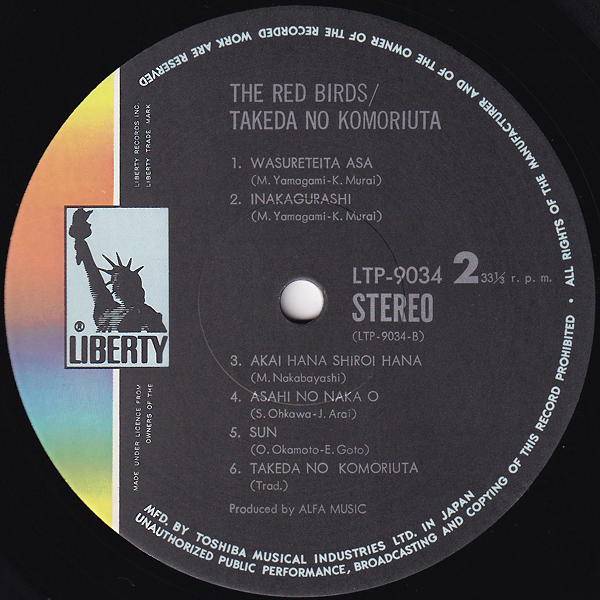 THE RED BIRDS/
TAKEDA NO KOMORIUTA
1. WASURETEITA ASA
(M. Yamagami-K. Murai)
2. INAKAGURASHI
(M. Yamagami-K. Murai)
LTP-9034 2 33⅓ r. p. m.
STEREO
(LTP-9034-B)
3. AKAI HANA SHIROI HANA
(M. Nakabayashi)
4. ASAHI NO NAKA O
(S. Ohkawa-J. Arai)
5. SUN
(O. Okamoto-E. Goto)
6. TAKEDA NO KOMORIUTA
(Trad.)
Produced by ALFA MUSIC
LIBERTY RECORDS INC.
LIBERTY TRADE MARK
®
LIBERTY
MADE UNDER LICENCE FROM
OWNERS OF THE
MFD. BY TOSHIBA MUSICAL INDUSTRIES LTD. IN JAPAN
UNAUTHORIZED PUBLIC PERFORMANCE, BROADCASTING AND COPYING OF THIS RECORD PROHIBITED • ALL RIGHTS OF THE MANUFACTURER AND OF THE OWNER OF THE RECORDED WORK ARE RESERVED